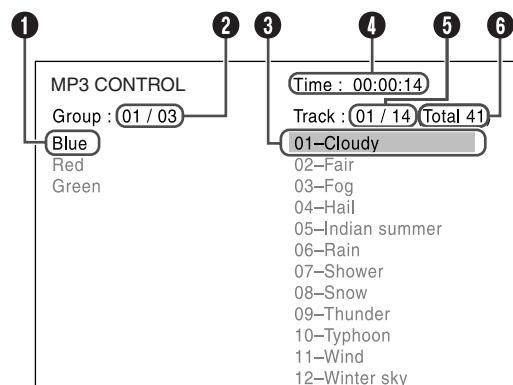 1 2 3 4 5 6
MP3 CONTROL
Time : 00:00:14
Group : 01 / 03
Track : 01 / 14 Total 41
Blue
Red
Green
01–Cloudy
02–Fair
03–Fog
04–Hail
05–Indian summer
06–Rain
07–Shower
08–Snow
09–Thunder
10–Typhoon
11–Wind
12–Winter sky